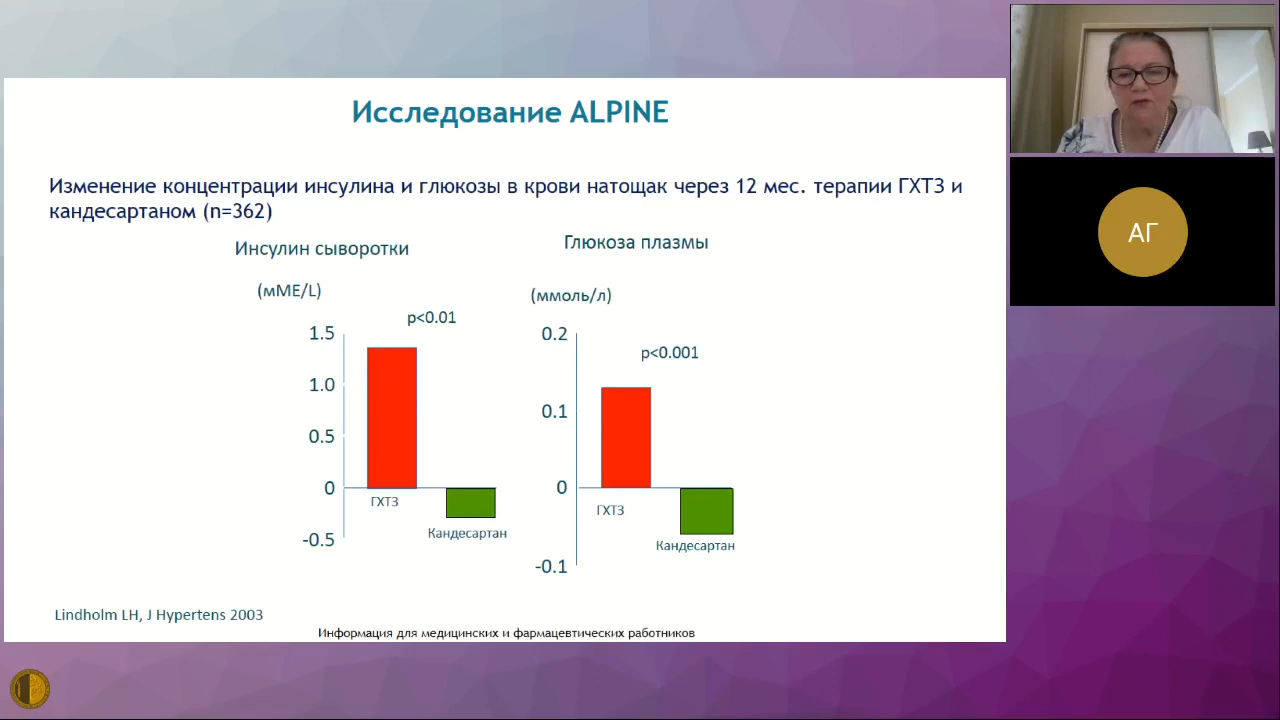 Исследование ALPINE
Изменение концентрации инсулина и глюкозы в крови натощак через 12 мес. терапии ГХТЗ и
кандесартаном (n=362)
Инсулин сыворотки
(мМЕ/L)
p<0.01
1.5
1.0
0.5
0
-0.5
ГХТЗ
Кандесартан
Глюкоза плазмы
(ммоль/л)
p<0.001
0.2
0.1
0
-0.1
ГХТЗ
Кандесартан
Lindholm LH, J Hypertens 2003
Информация для медицинских и фармацевтических работников
АГ